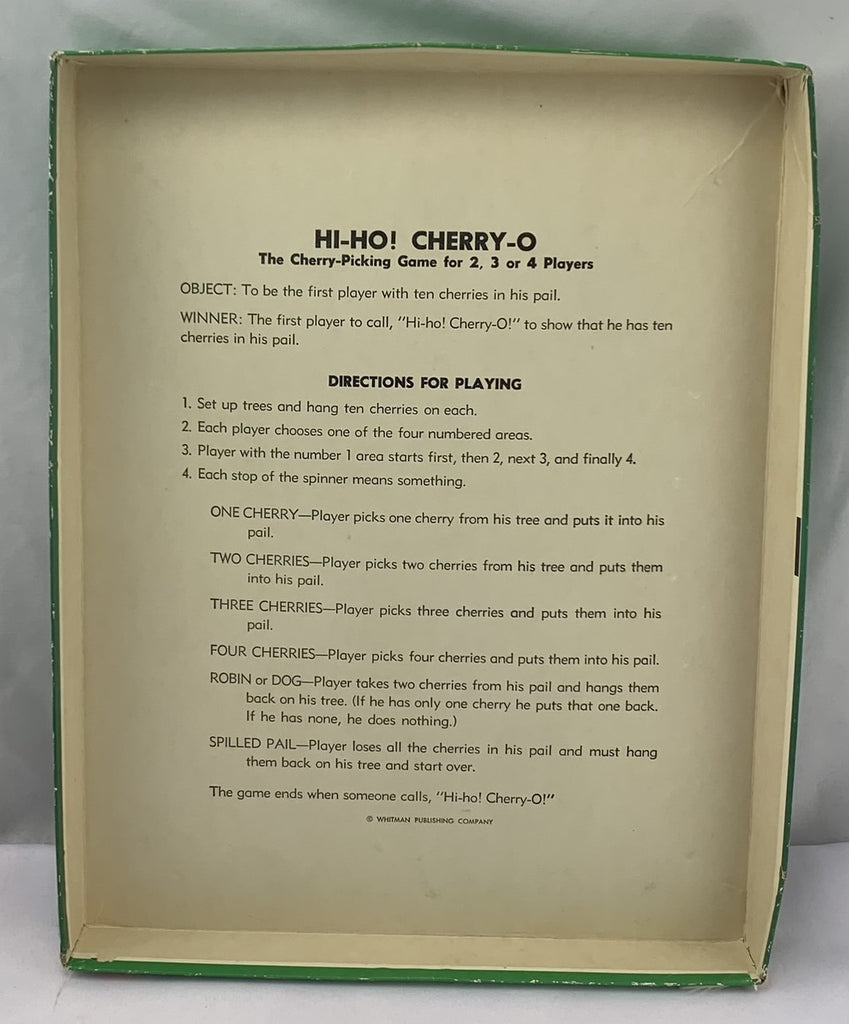 HI-HO! CHERRY-O
The Cherry-Picking Game for 2, 3 or 4 Players
OBJECT: To be the first player with ten cherries in his pail.
WINNER: The first player to call, "Hi-ho! Cherry-O!" to show that he has ten
cherries in his pail.
DIRECTIONS FOR PLAYING
1. Set up trees and hang ten cherries on each.
2. Each player chooses one of the four numbered areas.
3. Player with the number 1 area starts first, then 2, next 3, and finally 4.
4. Each stop of the spinner means something.
ONE CHERRY—Player picks one cherry from his tree and puts it into his
pail.
TWO CHERRIES—Player picks two cherries from his tree and puts them
into his pail.
THREE CHERRIES—Player picks three cherries and puts them into his
pail.
FOUR CHERRIES—Player picks four cherries and puts them into his pail.
ROBIN or DOG—Player takes two cherries from his pail and hangs them
back on his tree. (If he has only one cherry he puts that one back.
If he has none, he does nothing.)
SPILLED PAIL—Player loses all the cherries in his pail and must hang
them back on his tree and start over.
The game ends when someone calls, "Hi-ho! Cherry-O!"
© WHITMAN PUBLISHING COMPANY